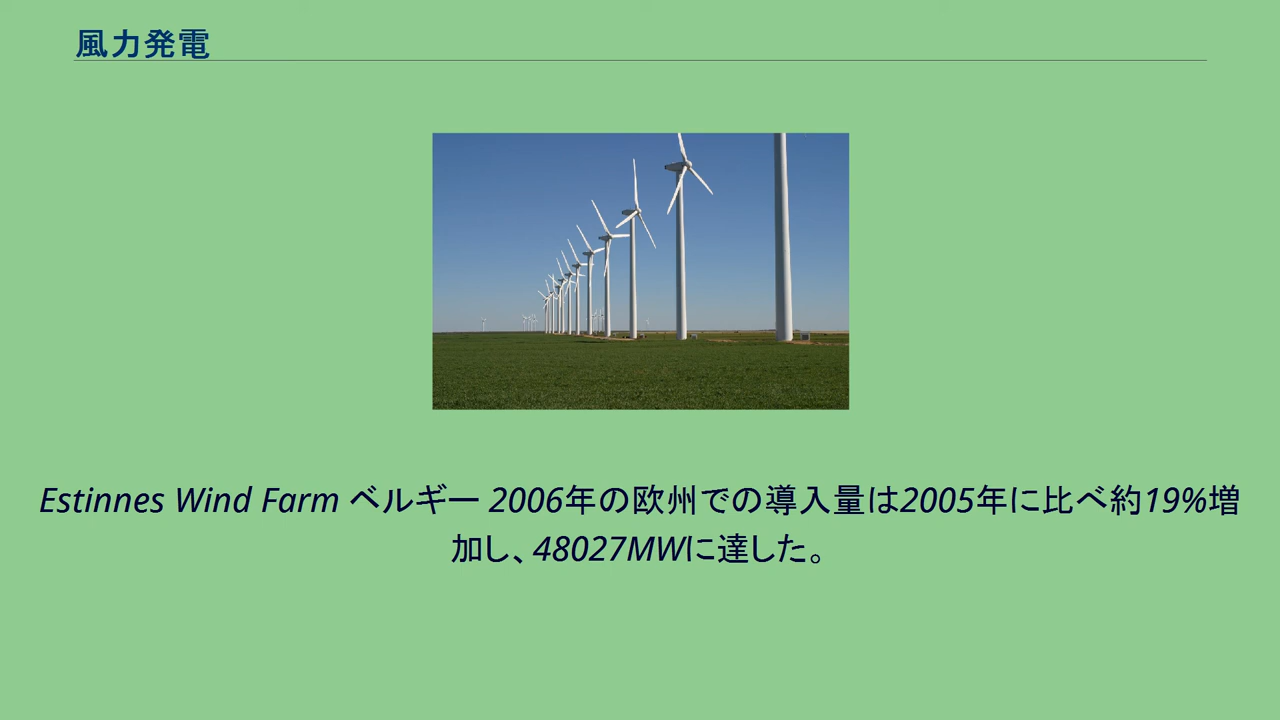 風力発電
Estinnes Wind Farm ベルギー 2006年の欧州での導入量は2005年に比べ約19%増
加し、48027MWに達した。